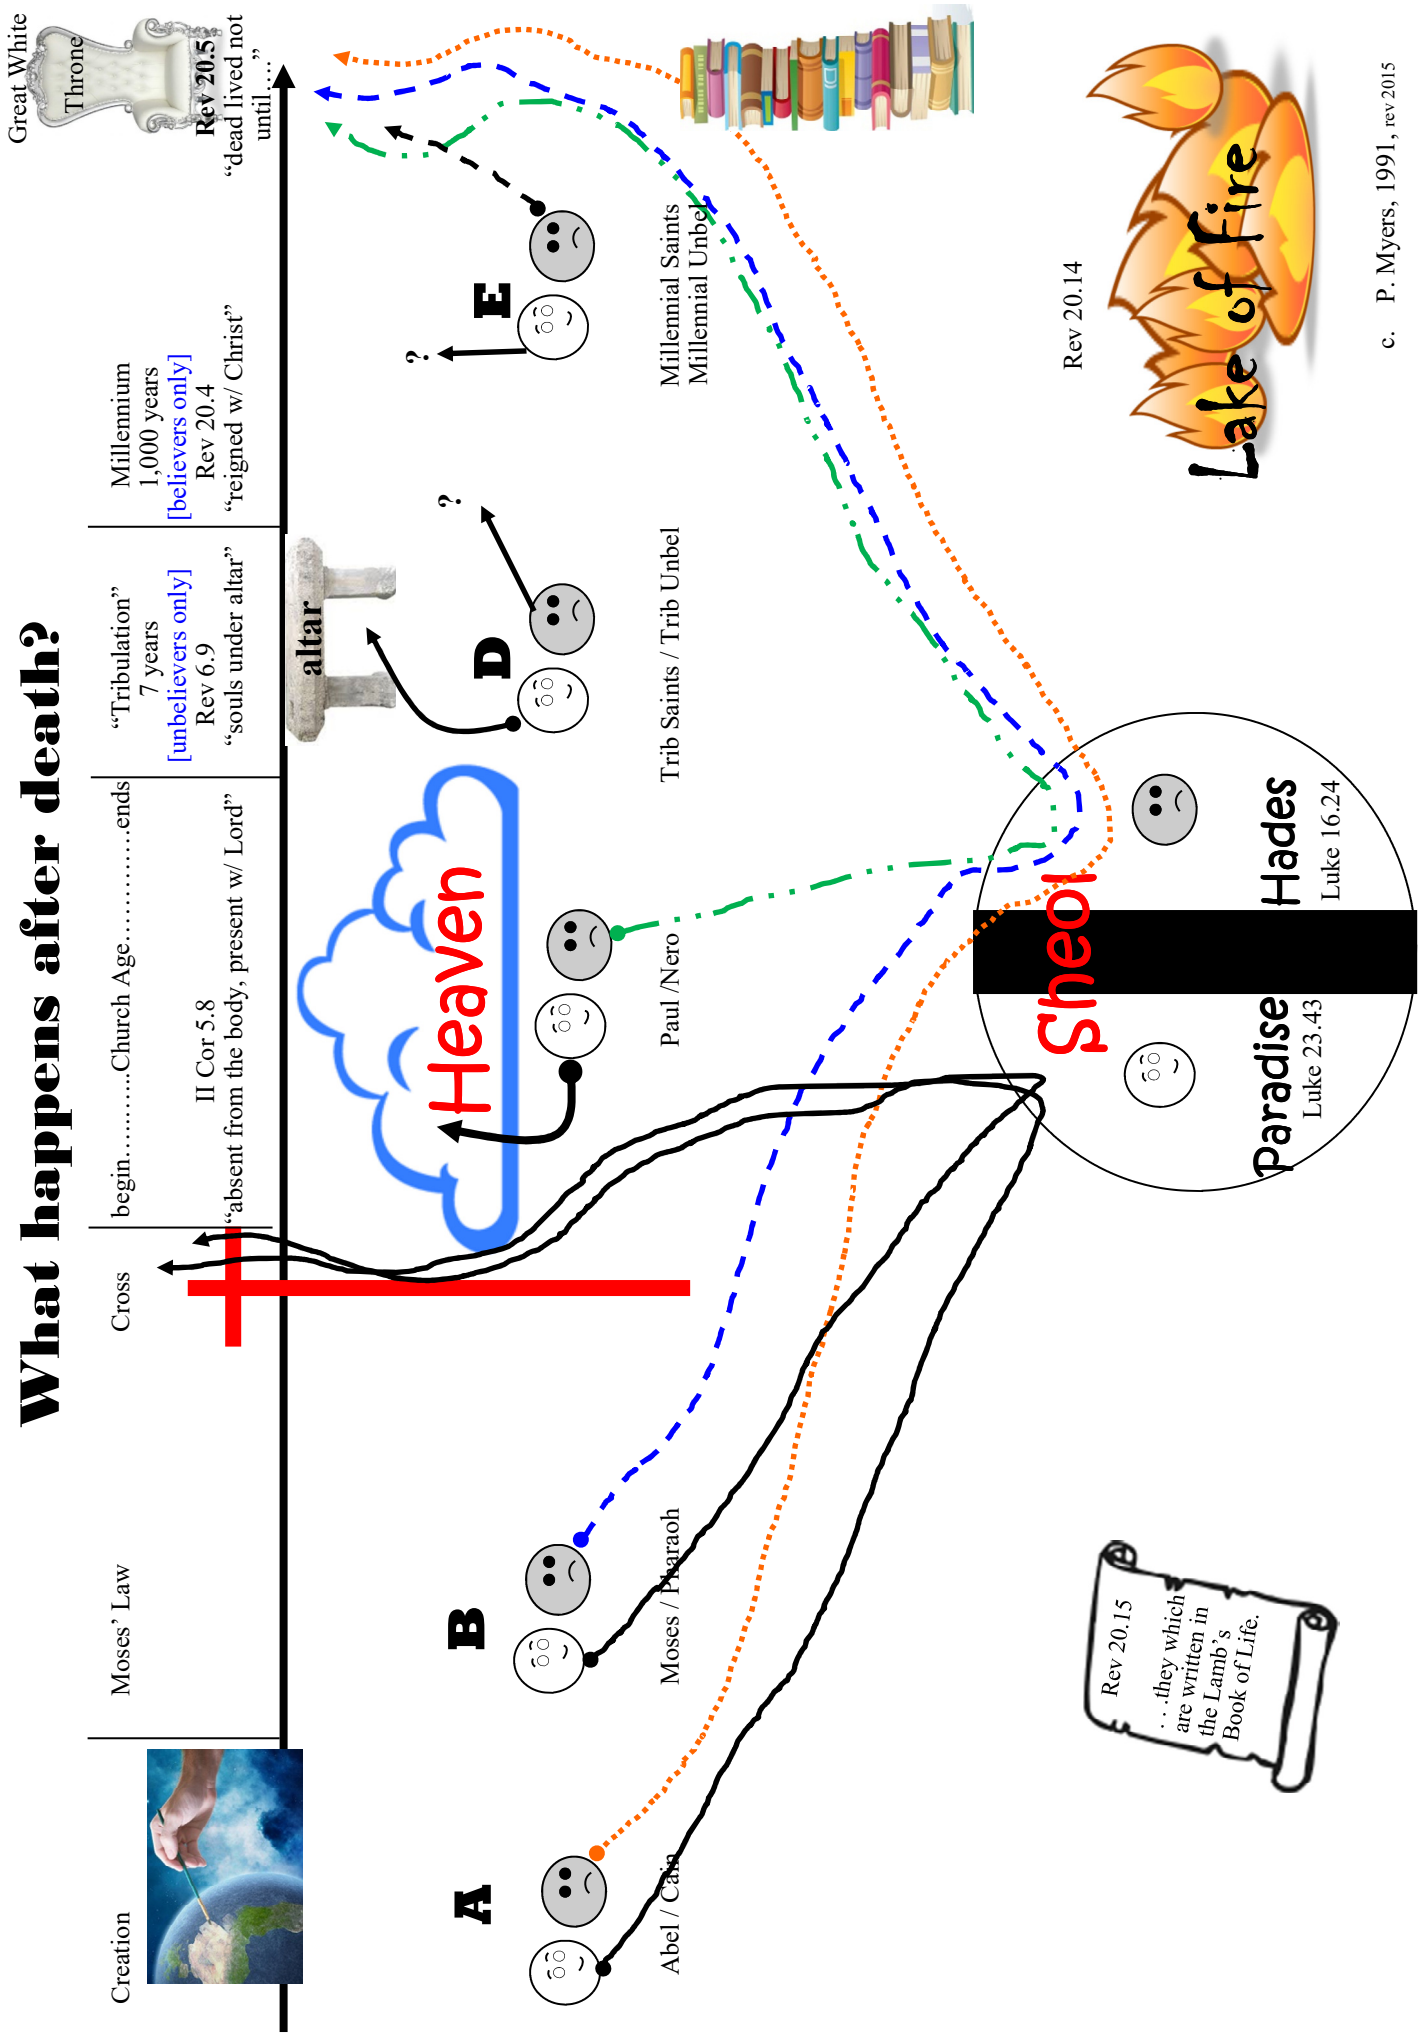 What happens after death?
Creation
Moses’ Law
Cross
begin………..Church Age……………ends
II Cor 5.8
“absent from the body, present w/ Lord”
“Tribulation”
7 years
[unbelievers only]
Rev 6.9
“souls under altar”
Millennium
1,000 years
[believers only]
Rev 20.4
“reigned w/ Christ”
Great White
Throne
Rev 20.5
“dead lived not
until….”
altar
Heaven
A
B
D
E
?
?
Abel / Cain
Moses / Pharaoh
Paul /Nero
Trib Saints / Trib Unbel
Millennial Saints
Millennial Unbel
Sheol
Paradise
Luke 23.43
Hades
Luke 16.24
Rev 20.15
. . .they which
are written in
the Lamb’s
Book of Life.
Rev 20.14
Lake of Fire
c. P. Myers, 1991, rev 2015